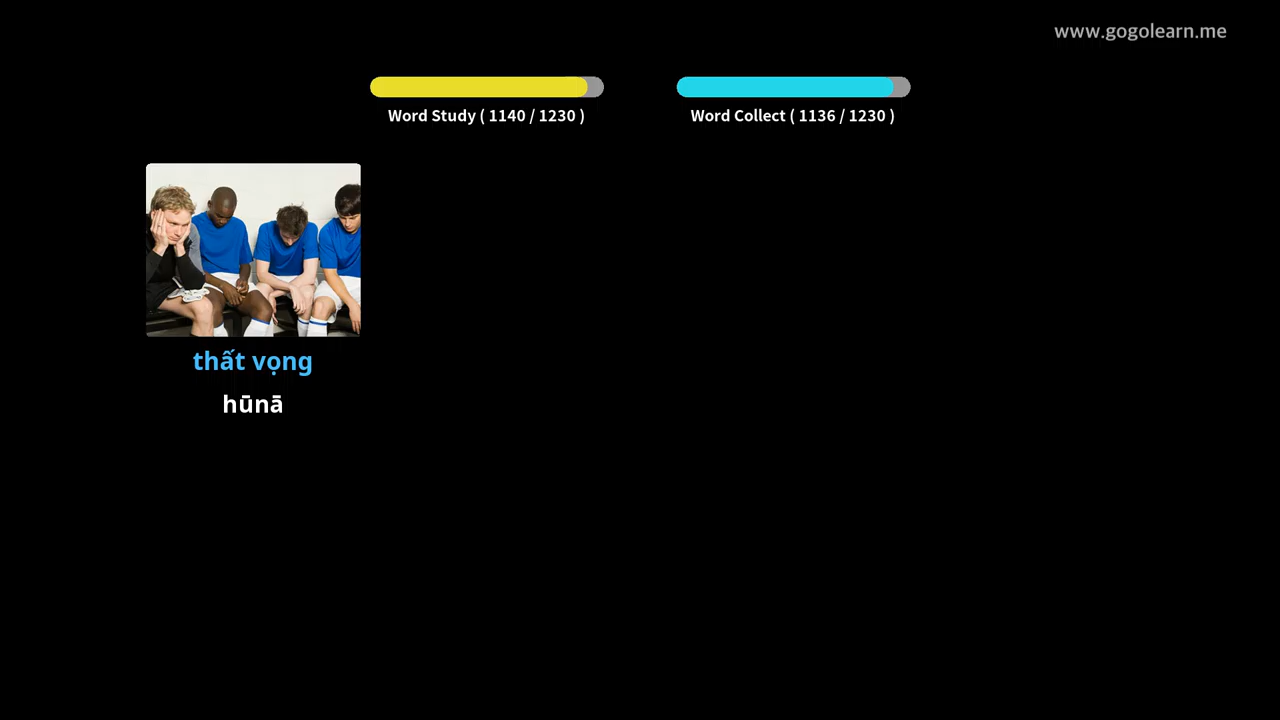 www.gogolearn.me
Word Study ( 1140 / 1230 )
Word Collect ( 1136 / 1230 )
thất vọng
hūnā